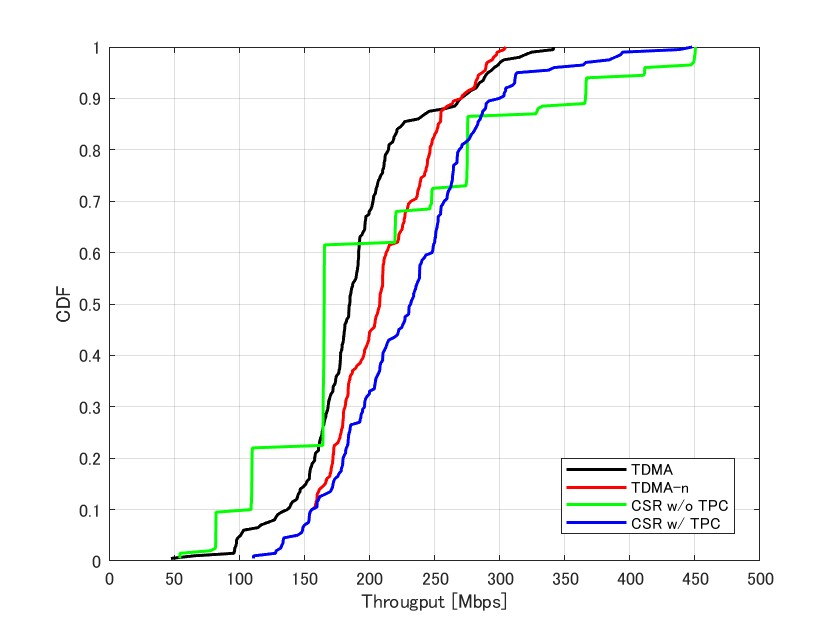 1
0.9
0.8
0.7
0.6
0.5
0.4
0.3
0.2
0.1
0
CDF
0 50 100 150 200 250 300 350 400 450 500
Througput [Mbps]
TDMA
TDMA-n
CSR w/o TPC
CSR w/ TPC